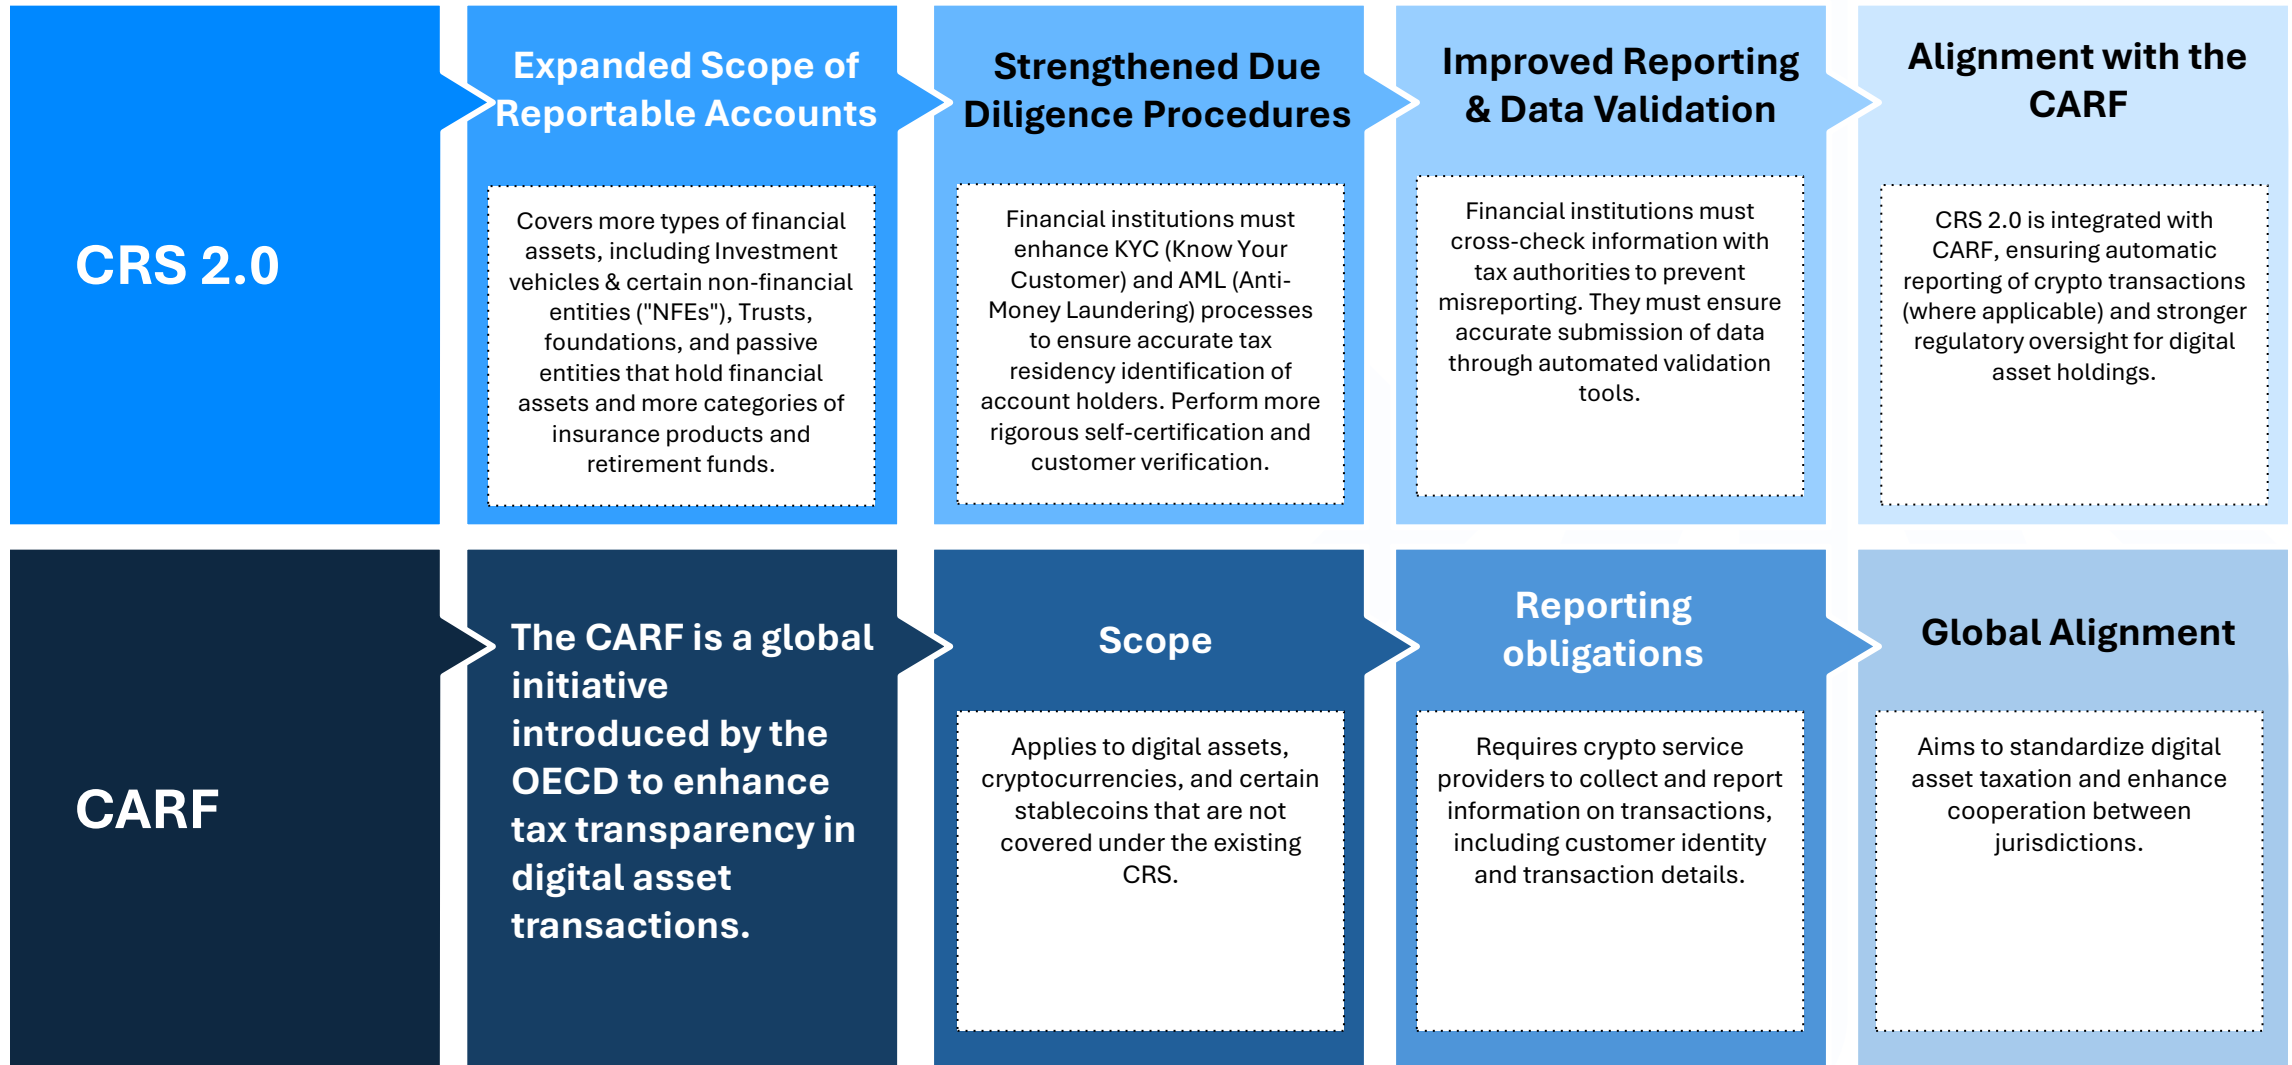 CRS 2.0
Expanded Scope of
Reportable Accounts
Covers more types of financial
assets, including Investment
vehicles & certain non-financial
entities ("NFEs"), Trusts,
foundations, and passive
entities that hold financial
assets and more categories of
insurance products and
retirement funds.
Strengthened Due
Diligence Procedures
Financial institutions must
enhance KYC (Know Your
Customer) and AML (Anti-
Money Laundering) processes
to ensure accurate tax
residency identification of
account holders. Perform more
rigorous self-certification and
customer verification.
Improved Reporting
& Data Validation
Financial institutions must
cross-check information with
tax authorities to prevent
misreporting. They must ensure
accurate submission of data
through automated validation
tools.
Alignment with the
CARF
CRS 2.0 is integrated with
CARF, ensuring automatic
reporting of crypto transactions
(where applicable) and stronger
regulatory oversight for digital
asset holdings.
CARF
The CARF is a global
initiative
introduced by the
OECD to enhance
tax transparency in
digital asset
transactions.
Scope
Applies to digital assets,
cryptocurrencies, and certain
stablecoins that are not
covered under the existing
CRS.
Reporting
obligations
Requires crypto service
providers to collect and report
information on transactions,
including customer identity
and transaction details.
Global Alignment
Aims to standardize digital
asset taxation and enhance
cooperation between
jurisdictions.